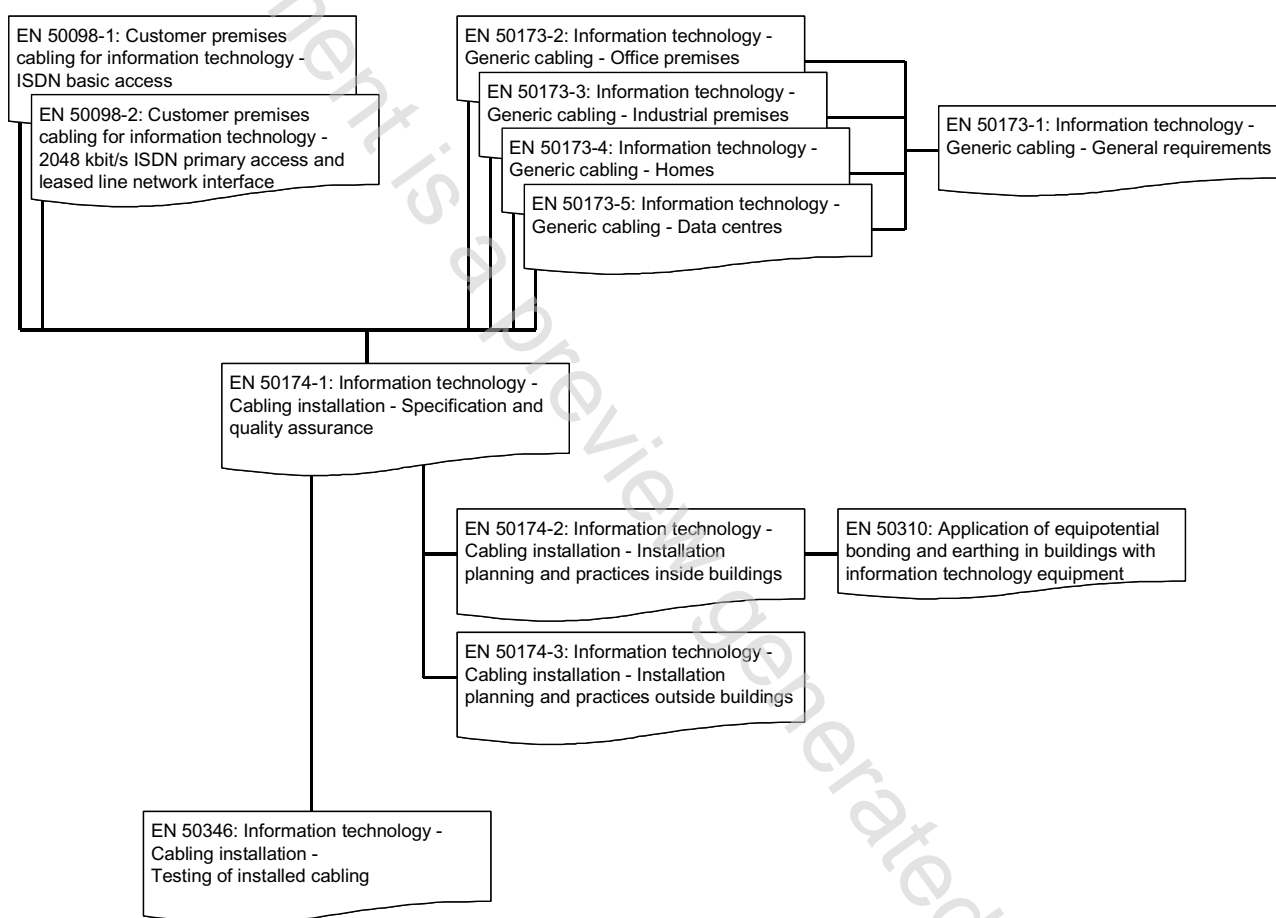 EN 50098-1: Customer premises
cabling for information technology -
ISDN basic access
EN 50098-2: Customer premises
cabling for information technology -
2048 kbit/s ISDN primary access and
leased line network interface
EN 50173-2: Information technology -
Generic cabling - Office premises
EN 50173-3: Information technology -
Generic cabling - Industrial premises
EN 50173-4: Information technology -
Generic cabling - Homes
EN 50173-5: Information technology -
Generic cabling - Data centres
EN 50173-1: Information technology -
Generic cabling - General requirements
EN 50174-1: Information technology -
Cabling installation - Specification and
quality assurance
EN 50174-2: Information technology -
Cabling installation - Installation
planning and practices inside buildings
EN 50310: Application of equipotential
bonding and earthing in buildings with
information technology equipment
EN 50174-3: Information technology -
Cabling installation - Installation
planning and practices outside buildings
EN 50346: Information technology -
Cabling installation -
Testing of installed cabling
is a preview generated